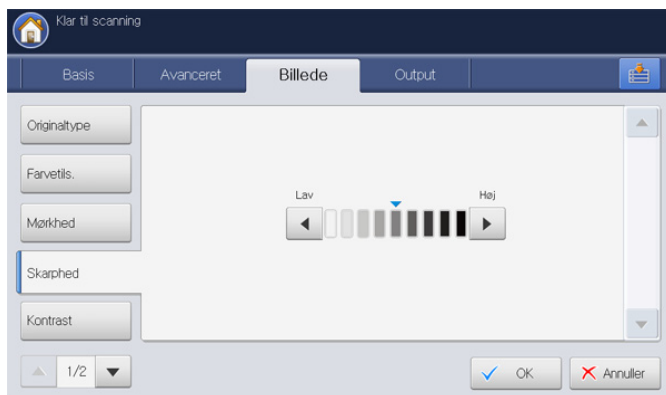 Klar til scanning
Basis
Avanceret
Billede
Output
Originaltype
Farvetils.
Mørkhed
Skarphed
Kontrast
Lav
Høj
1/2
OK
Annuller